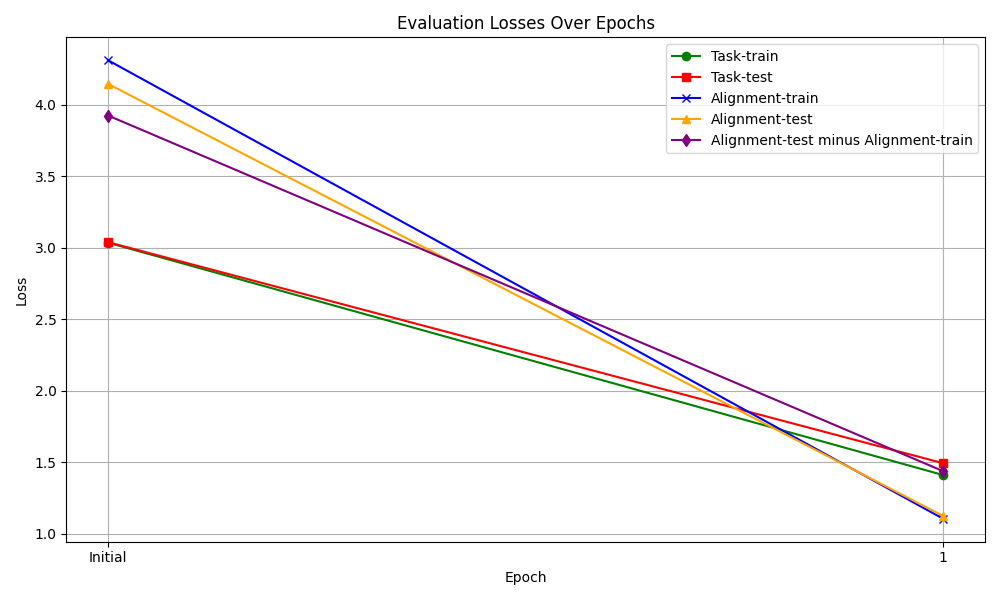 Evaluation Losses Over Epochs
Task-train
Task-test
Alignment-train
Alignment-test
Alignment-test minus Alignment-train
Loss
4.0
3.5
3.0
2.5
2.0
1.5
1.0
Initial
1
Epoch